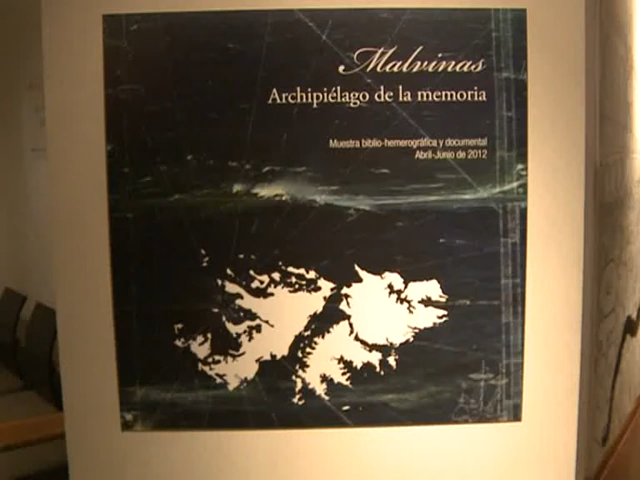 Malvinas
Archipiélago de la memoria
Muestra biblio-hemerográfica y documental
Abril-Junio de 2012